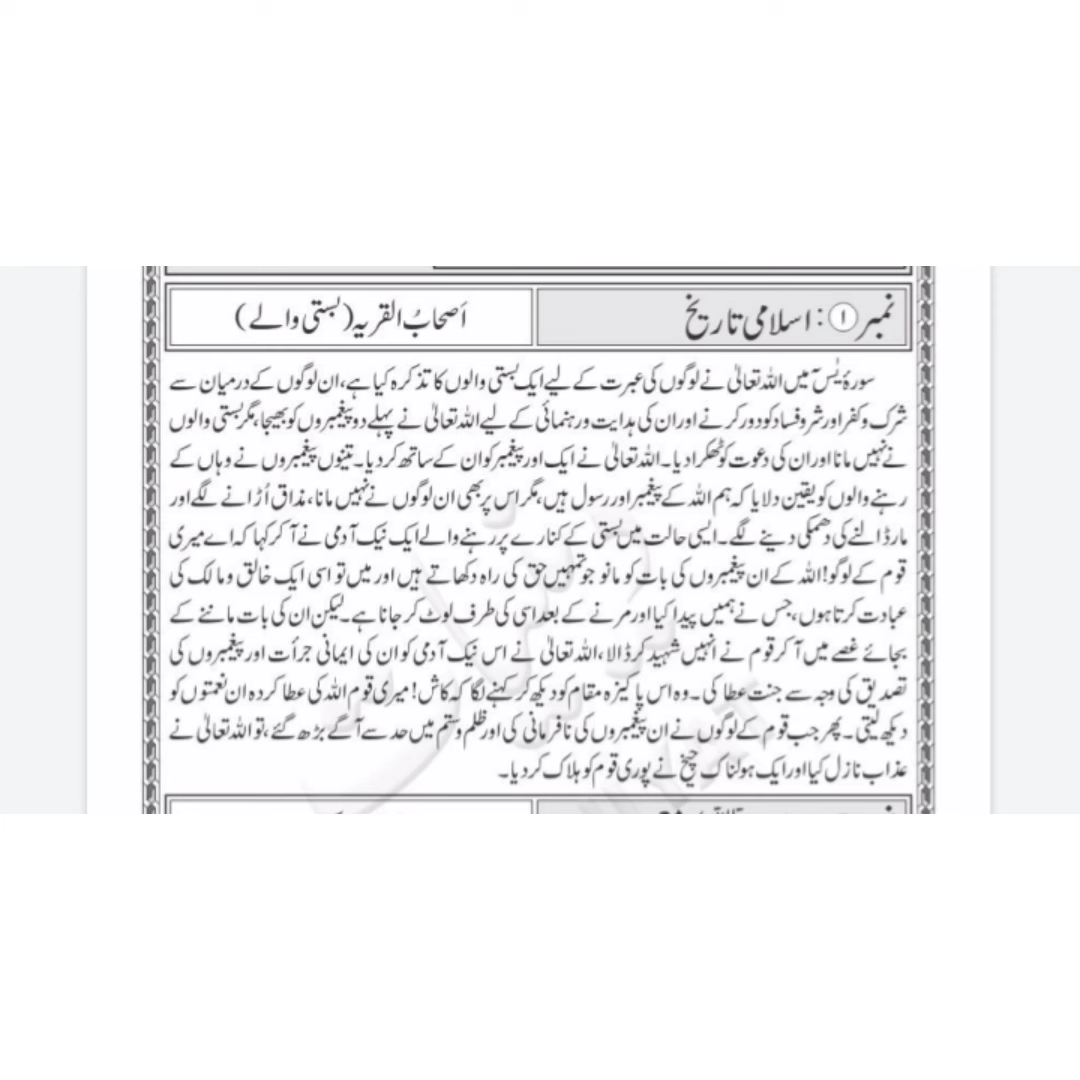 نمبر ①: اسلامی تاریخ
أصحابُ القریہ (بستی والے)
سورۂ یٰسٓ میں اللہ تعالیٰ نے لوگوں کی عبرت کے لیے ایک بستی والوں کا تذکرہ کیا ہے، ان لوگوں کے درمیان سے
شرک و کفر اور شر و فساد کو دور کرنے اور ان کی ہدایت و رہنمائی کے لیے اللہ تعالیٰ نے پہلے دو پیغمبروں کو بھیجا، مگر بستی والوں
نے نہیں مانا اور ان کی دعوت کو ٹھکرا دیا۔ اللہ تعالیٰ نے ایک اور پیغمبر کو ان کے ساتھ کر دیا۔ تینوں پیغمبروں نے وہاں کے
رہنے والوں کو یقین دلایا کہ ہم اللہ کے پیغمبر اور رسول ہیں، مگر اس پر بھی ان لوگوں نے نہیں مانا، مذاق اُڑانے لگے اور
مار ڈالنے کی دھمکی دینے لگے۔ ایسی حالت میں بستی کے کنارے پر رہنے والے ایک نیک آدمی نے آ کر کہا کہ اے میری
قوم کے لوگو! اللہ کے ان پیغمبروں کی بات کو مانو جو تمہیں حق کی راہ دکھاتے ہیں اور میں تو اسی ایک خالق و مالک کی
عبادت کرتا ہوں، جس نے ہمیں پیدا کیا اور مرنے کے بعد اسی کی طرف لوٹ کر جانا ہے۔ لیکن ان کی بات ماننے کے
بجائے غصے میں آ کر قوم نے انہیں شہید کر ڈالا، اللہ تعالیٰ نے اس نیک آدمی کو ان کی ایمانی جرأت اور پیغمبروں کی
تصدیق کی وجہ سے جنت عطا کی۔ وہ اس پاکیزہ مقام کو دیکھ کر کہنے لگا کہ کاش! میری قوم اللہ کی عطا کردہ ان نعمتوں کو
دیکھ لیتی۔ پھر جب قوم کے لوگوں نے ان پیغمبروں کی نافرمانی کی اور ظلم و ستم میں حد سے آگے بڑھ گئے، تو اللہ تعالیٰ نے
عذاب نازل کیا اور ایک ہولناک چیخ نے پوری قوم کو ہلاک کر دیا۔